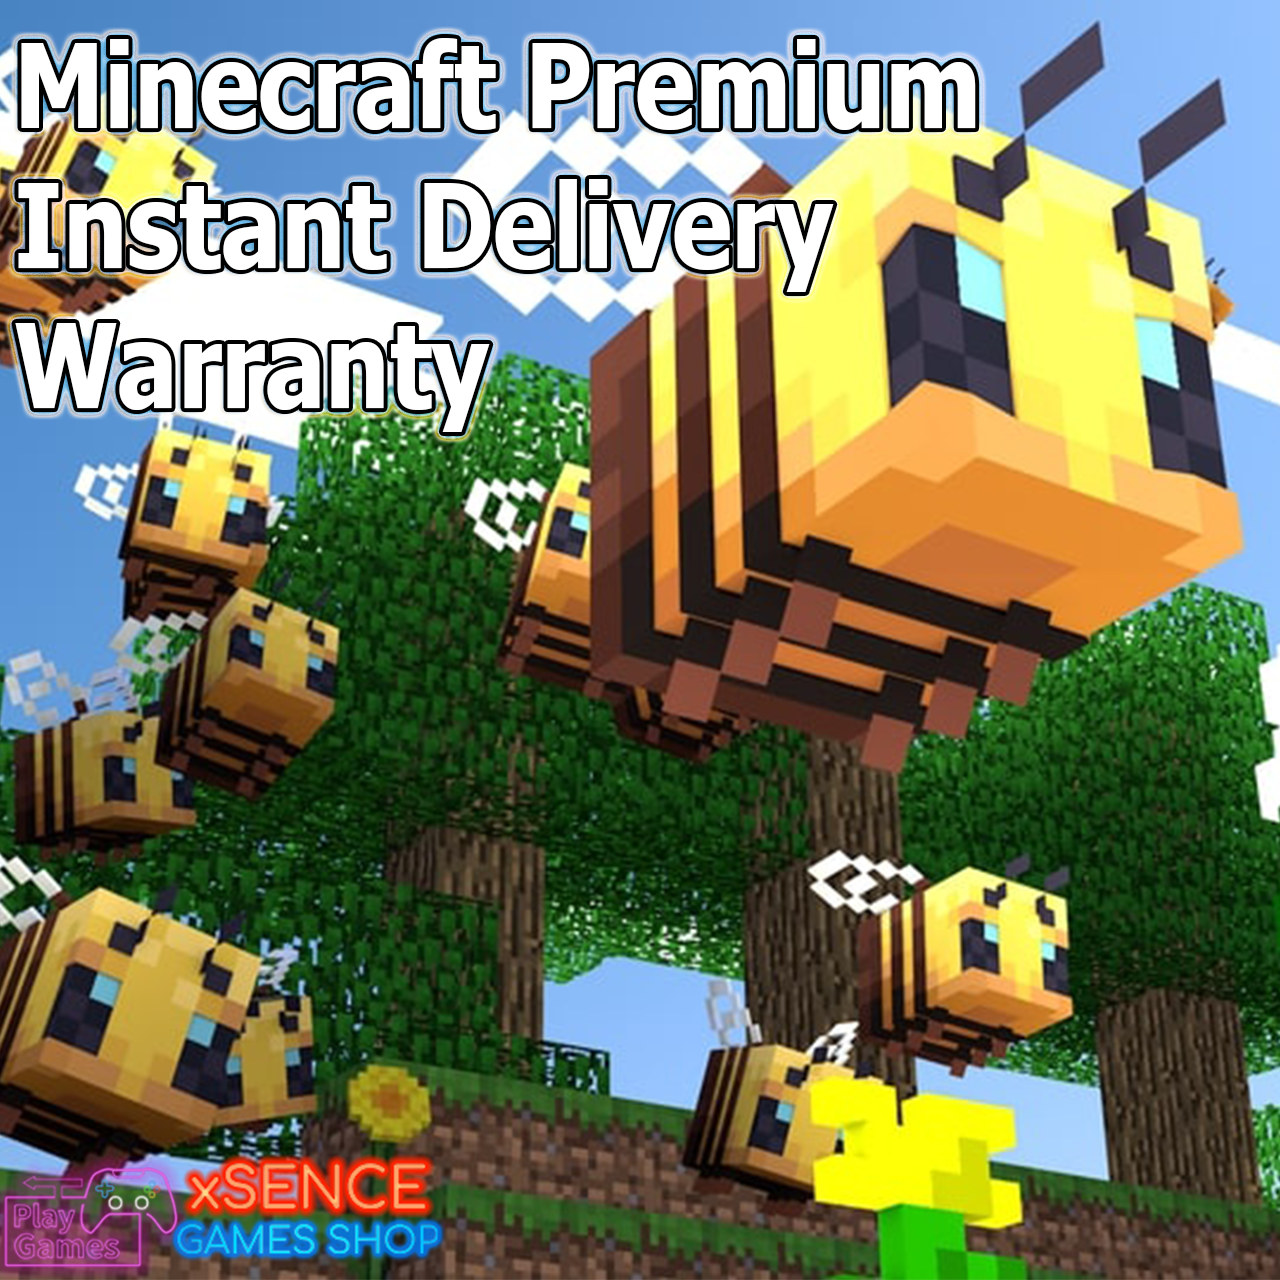 Minecraft Premium
Instant Delivery
Warranty
Play
Games
xSENCE
GAMES SHOP